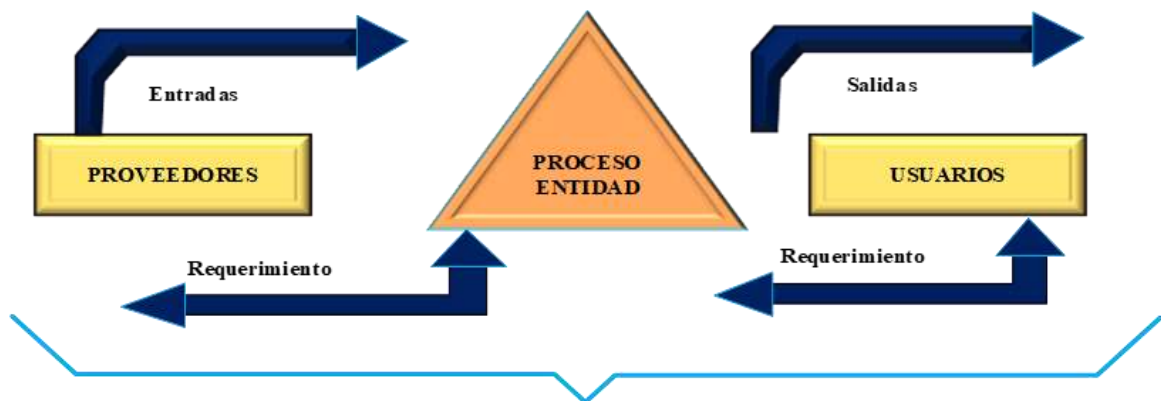 Entradas
Salidas
PROVEEDORES
PROCESO
ENTIDAD
USUARIOS
Requerimiento
Requerimiento